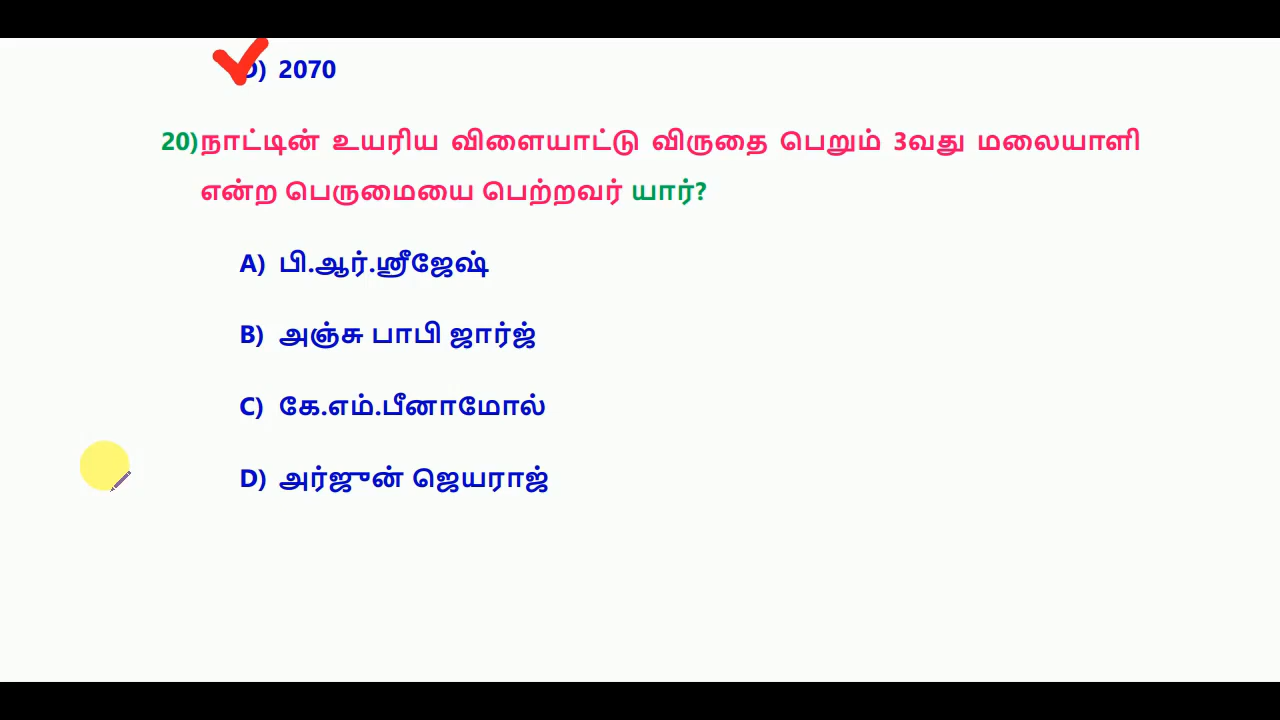 D) 2070
20)நாட்டின் உயரிய விளையாட்டு விருதை பெறும் 3வது மலையாளி
என்ற பெருமையை பெற்றவர் யார்?
A) பி.ஆர்.ஸ்ரீஜேஷ்
B) அஞ்சு பாபி ஜார்ஜ்
C) கே.எம்.பீனாமோல்
D) அர்ஜுன் ஜெயராஜ்